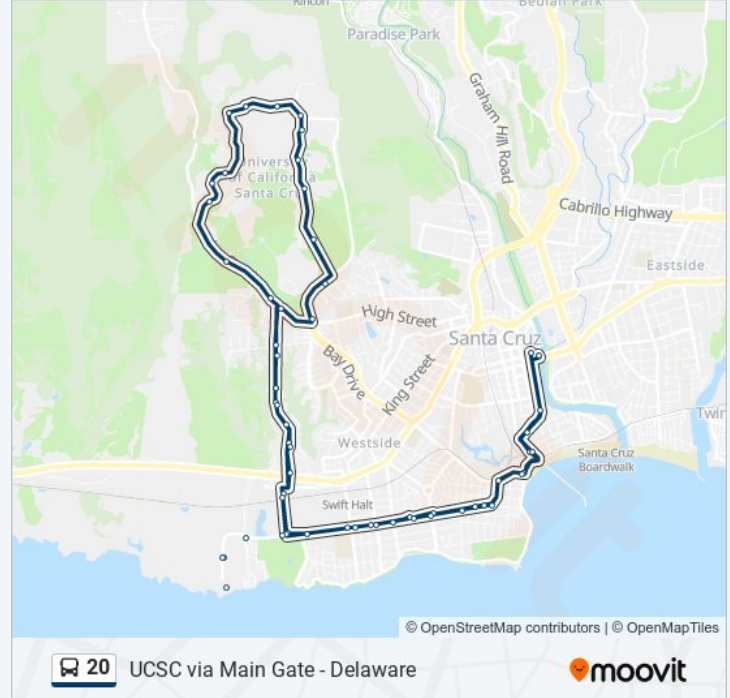 Rincon
Bedlah Park
Paradise Park
Graham Hill Road
Universi
of California
Santa Cruz
Cabrillo Highway
Eastside
High Street
Santa Cruz
Bay Drive
King Street
Twin
Westside
Santa Cruz
Boardwalk
Swift Halt
© OpenStreetMap contributors | © OpenMapTiles
20 UCSC via Main Gate - Delaware
moovit